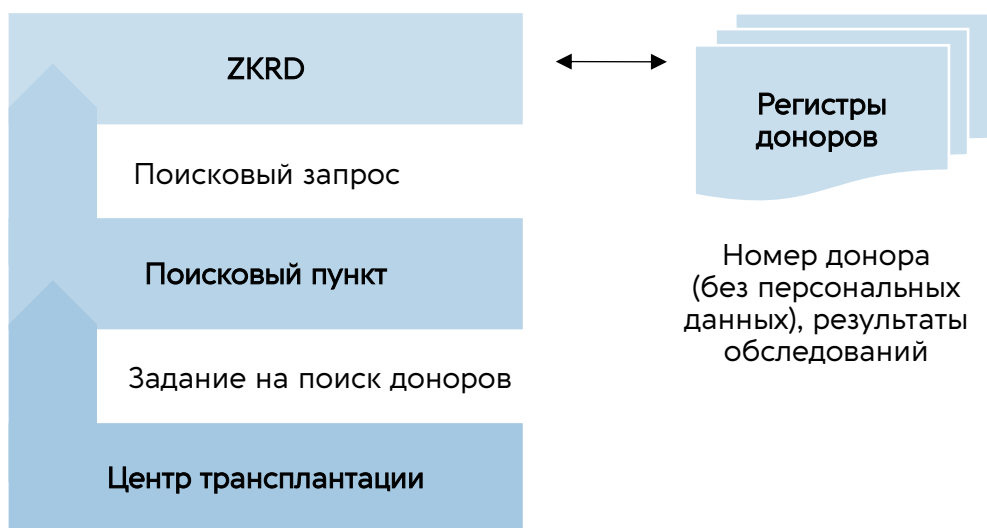 ZKRD
Регистры
доноров
Поисковый запрос
Поисковый пункт
Номер донора
(без персональных
данных), результаты
обследований
Задание на поиск доноров
Центр трансплантации